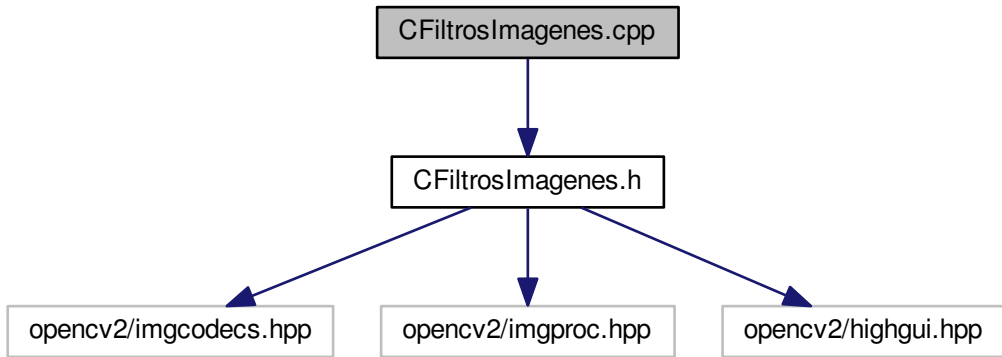 CFiltrosImagenes.cpp
CFiltrosImagenes.h
opencv2/imgcodecs.hpp
opencv2/imgproc.hpp
opencv2/highgui.hpp